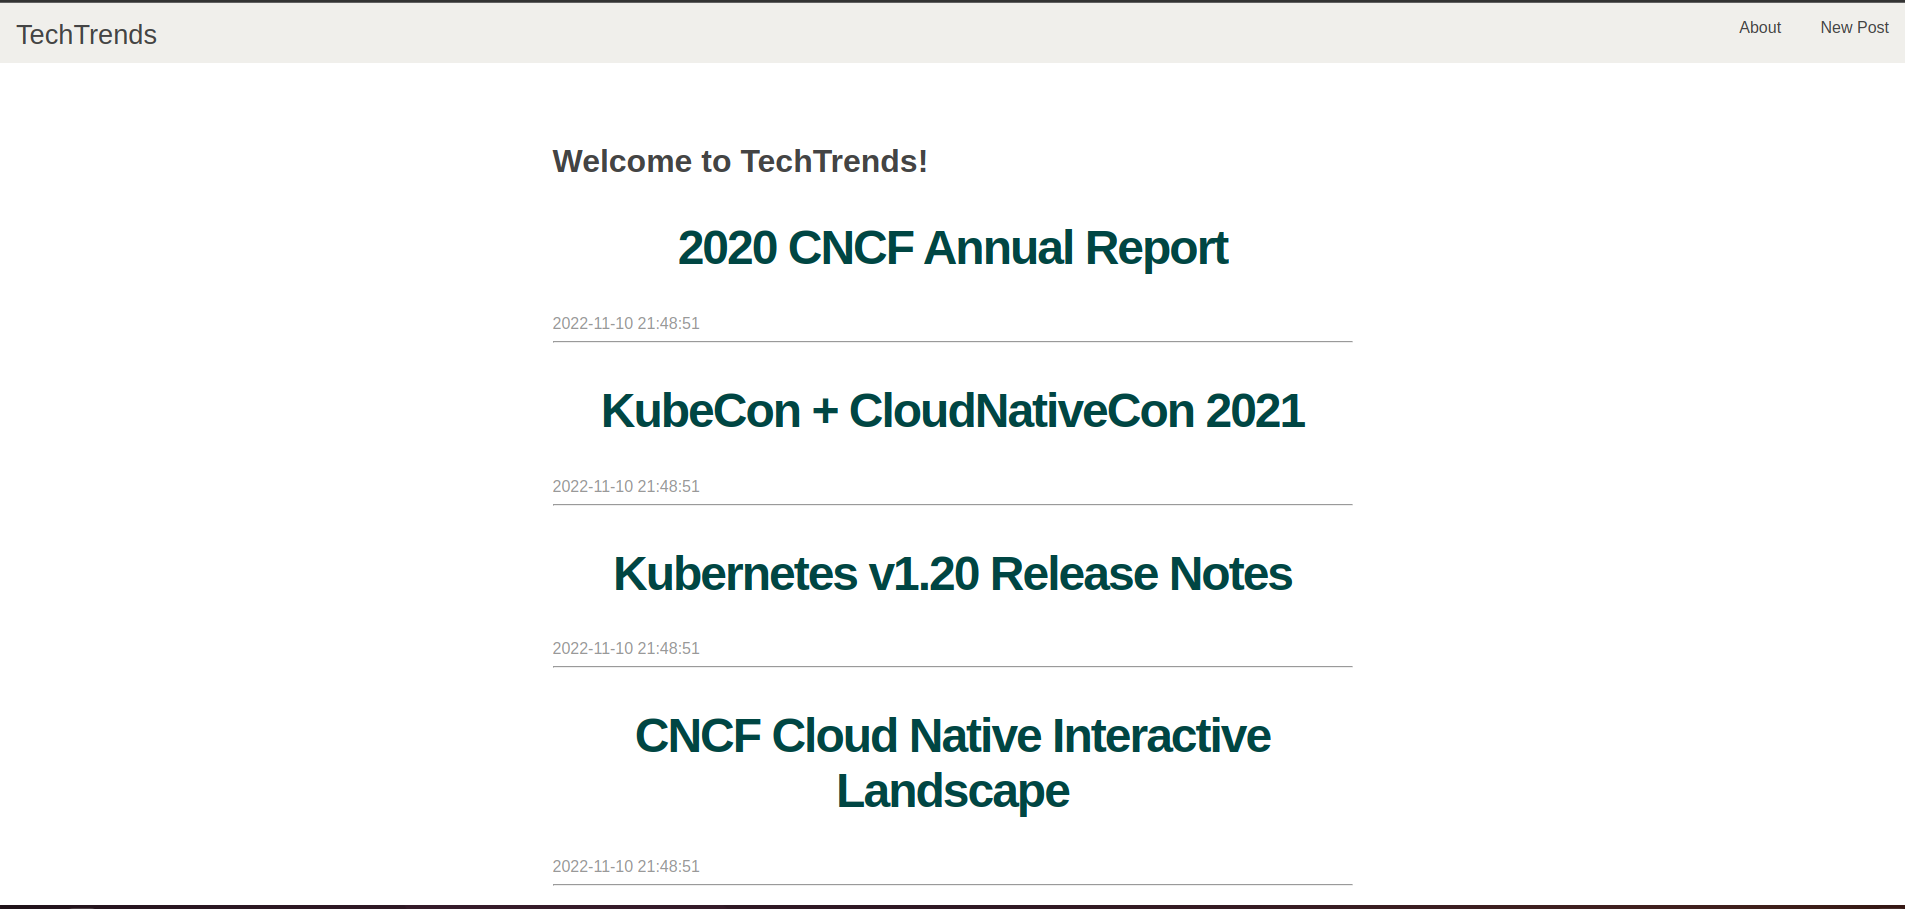 TechTrends
About
New Post
Welcome to TechTrends!
2020 CNCF Annual Report
2022-11-10 21:48:51
KubeCon + CloudNativeCon 2021
2022-11-10 21:48:51
Kubernetes v1.20 Release Notes
2022-11-10 21:48:51
CNCF Cloud Native Interactive
Landscape
2022-11-10 21:48:51